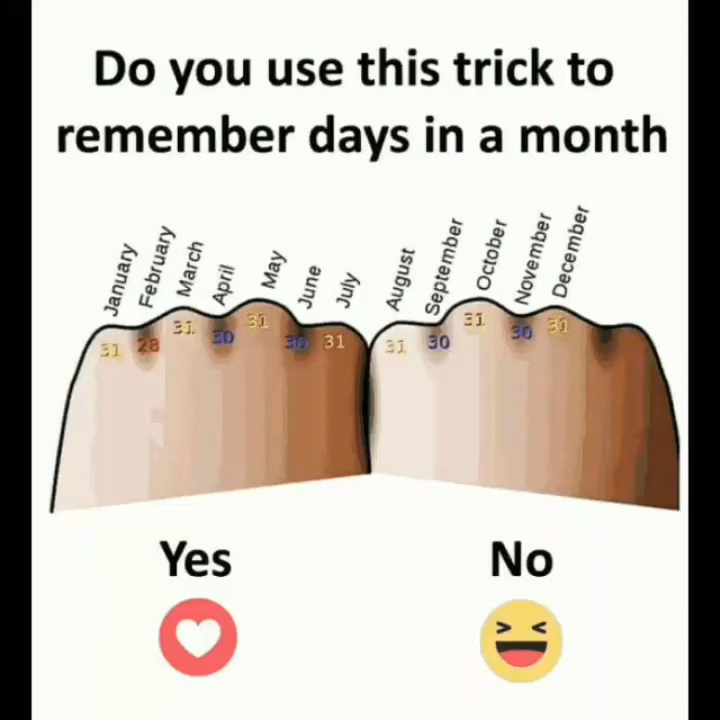 Do you use this trick to
remember days in a month
January February March April May June July August September October November December
31 28 31 30 31 30 31 31 30 31 30 31
Yes No